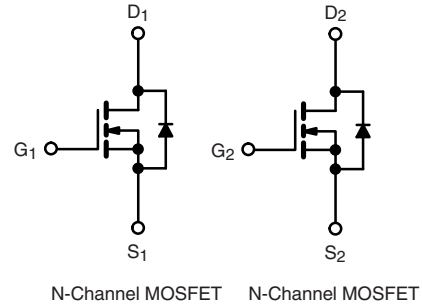 D1 D2
G1 G2
S1 S2
N-Channel MOSFET N-Channel MOSFET